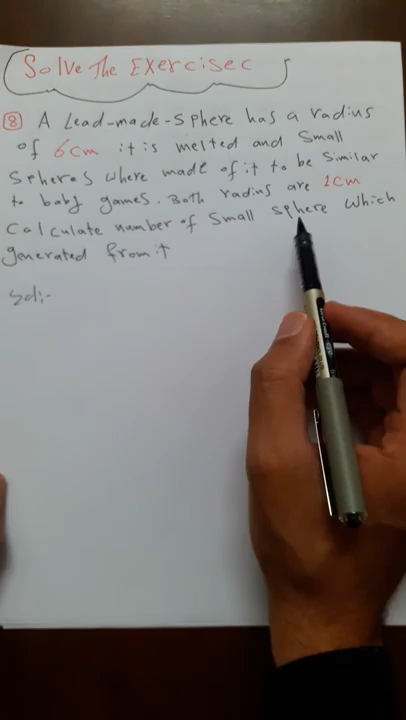 Solve The Exercisec
⑧ A Lead-made-sphere has a radius
of 6cm it is melted and small
spheres where made of it to be similar
to baby games. Both radius are 1cm
Calculate number of small sphere which
generated from it
Sol:-